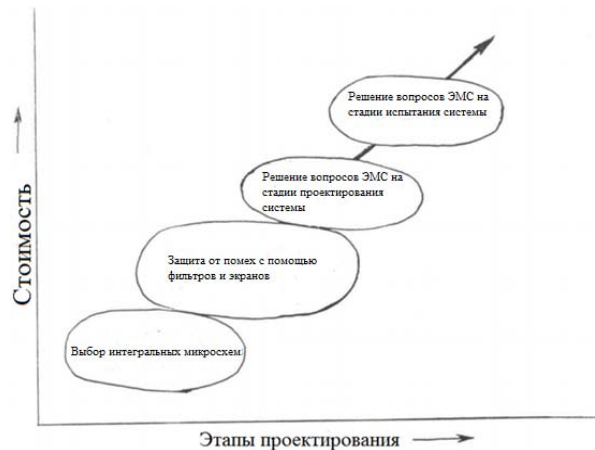 Решение вопросов ЭМС на
стадии испытания системы
Решение вопросов ЭМС на
стадии проектирования
системы
Защита от помех с помощью
фильтров и экранов
Выбор интегральных микросхем
Стоимость
Этапы проектирования